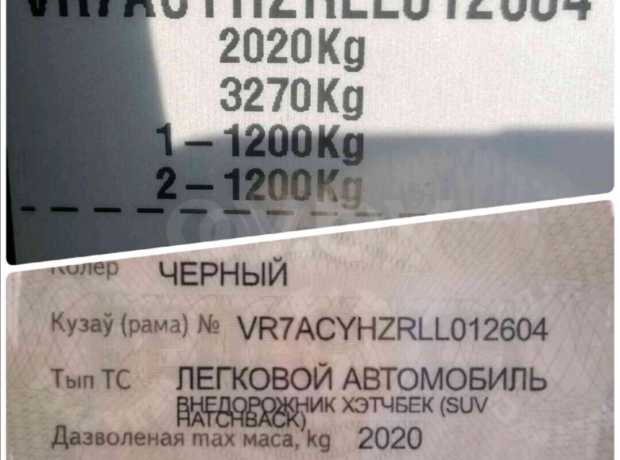 VR7ACYHZRLL012604
2020Kg
3270Kg
1 – 1200Kg
2 – 1200Kg
Колер ЧЕРНЫЙ
Кузаў (рама) № VR7ACYHZRLL012604
Тып ТС ЛЕГКОВОЙ АВТОМОБИЛЬ
ВНЕДОРОЖНИК ХЭТЧБЕК (SUV
HATCHBACK)
Дазволеная max маса, kg 2020